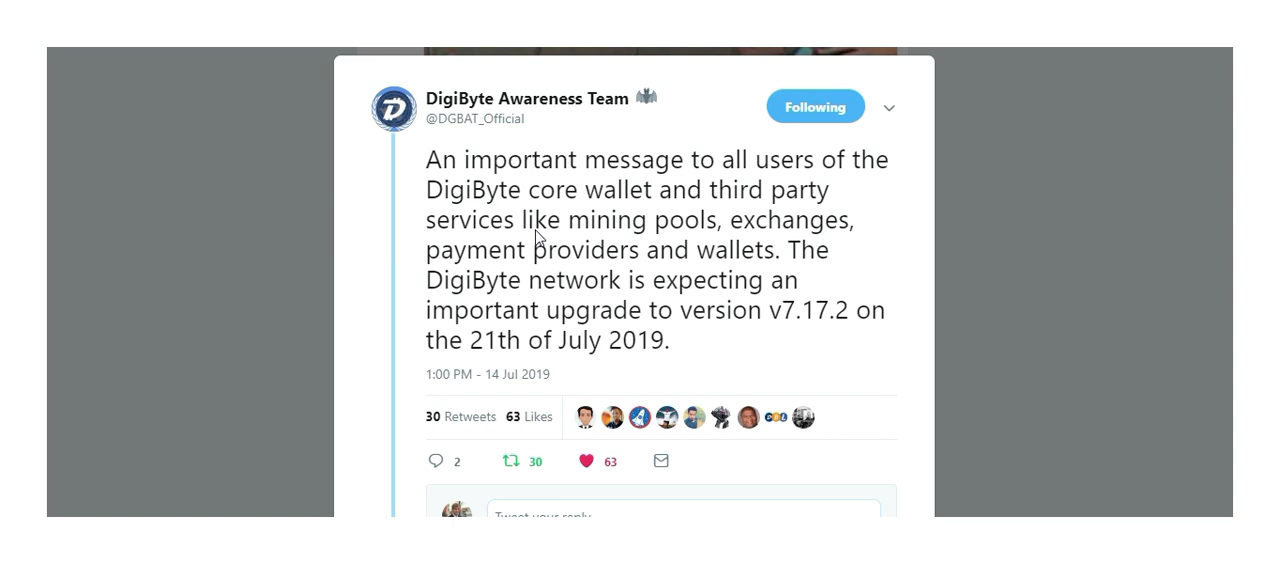 DigiByte Awareness Team
@DGBAT_Official
Following
An important message to all users of the
DigiByte core wallet and third party
services like mining pools, exchanges,
payment providers and wallets. The
DigiByte network is expecting an
important upgrade to version v7.17.2 on
the 21th of July 2019.
1:00 PM - 14 Jul 2019
30 Retweets 63 Likes
2 30 63
Tweet your reply